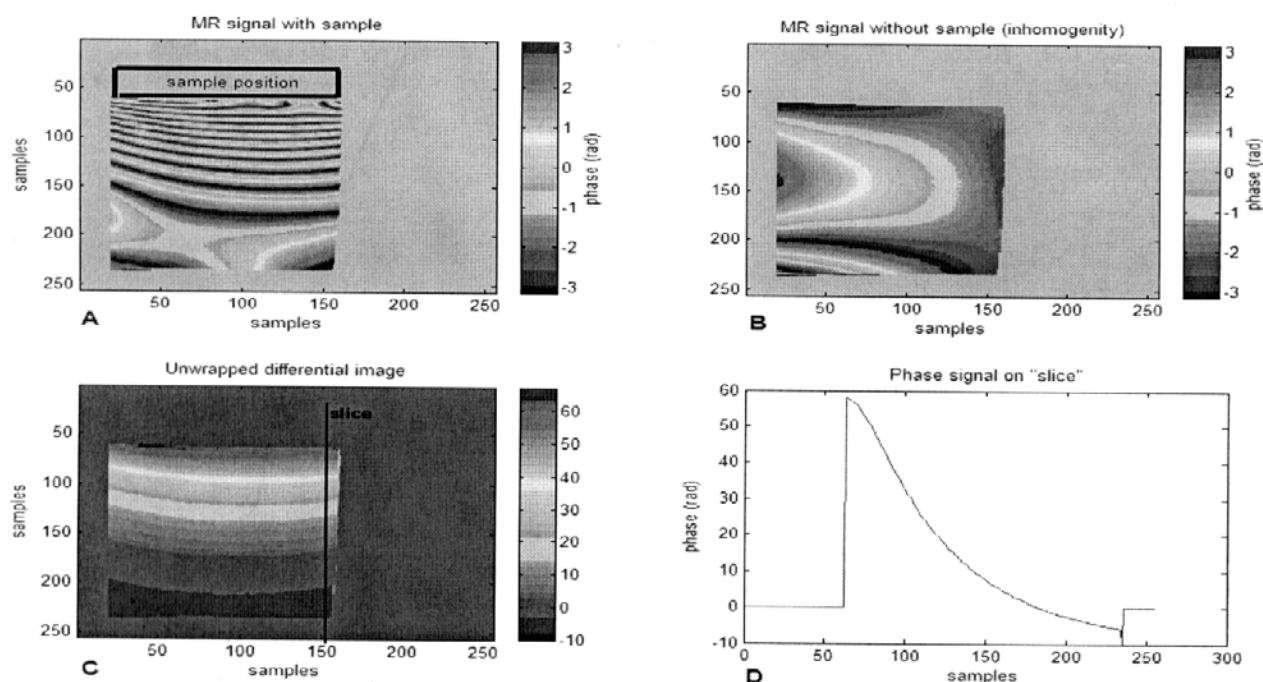 MR signal with sample
sample position
50
100
150
200
250
50 100 150 200 250
samples
samples
A
3
2
1
0
-1
-2
-3
phase (rad)
MR signal without sample (inhomogenity)
50
100
150
200
250
50 100 150 200 250
samples
B
3
2
1
0
-1
-2
-3
phase (rad)
Unwrapped differential image
slice
50
100
150
200
250
50 100 150 200 250
samples
samples
C
60
50
40
30
20
10
0
-10
Phase signal on "slice"
60
50
40
30
20
10
0
-10
0 50 100 150 200 250 300
phase (rad)
samples
D